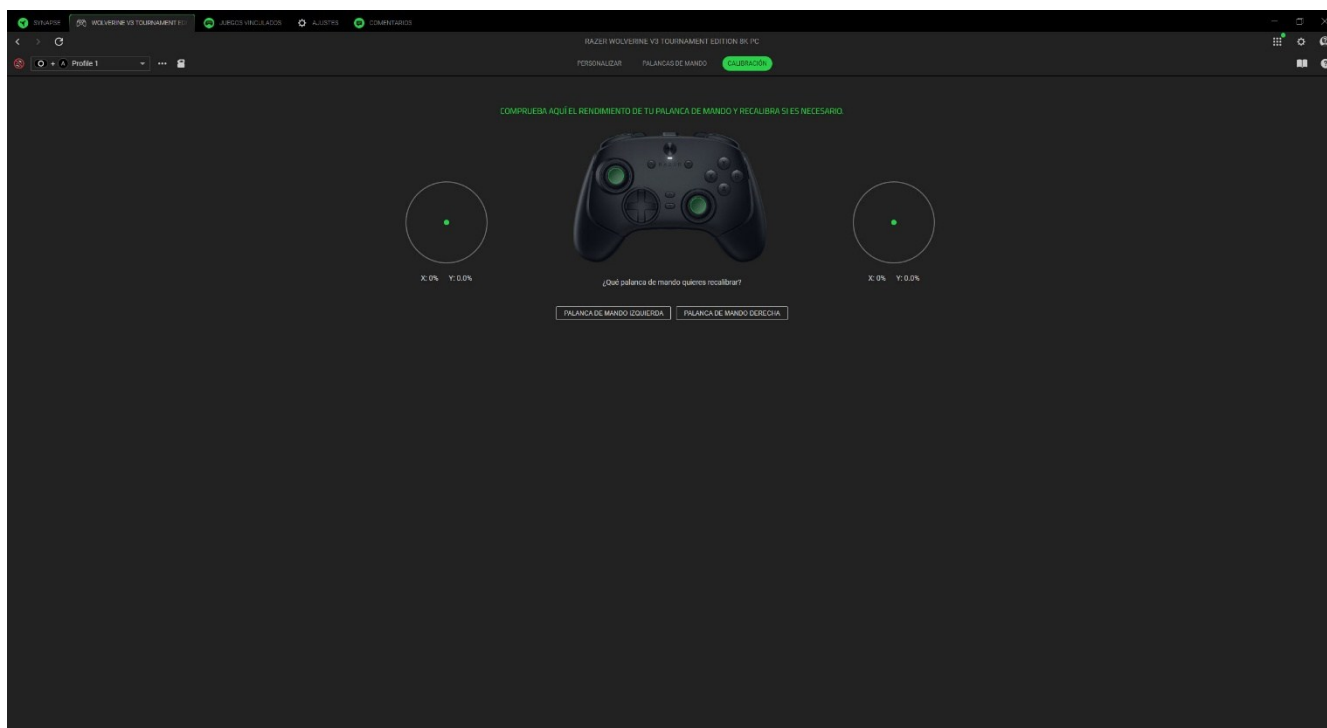 SYNAPSE WOLVERINE V3 TOURNAMENT EDI JUEGOS VINCULADOS AJUSTES COMENTARIOS
RAZER WOLVERINE V3 TOURNAMENT EDITION 8K PC
+ A Profile 1 PERSONALIZAR PALANCAS DE MANDO CALIBRACIÓN
COMPRUEBA AQUÍ EL RENDIMIENTO DE TU PALANCA DE MANDO Y RECALIBRA SI ES NECESARIO.
RAZER
X: 0% Y: 0.0%
X: 0% Y: 0.0%
¿Qué palanca de mando quieres recalibrar?
PALANCA DE MANDO IZQUIERDA PALANCA DE MANDO DERECHA